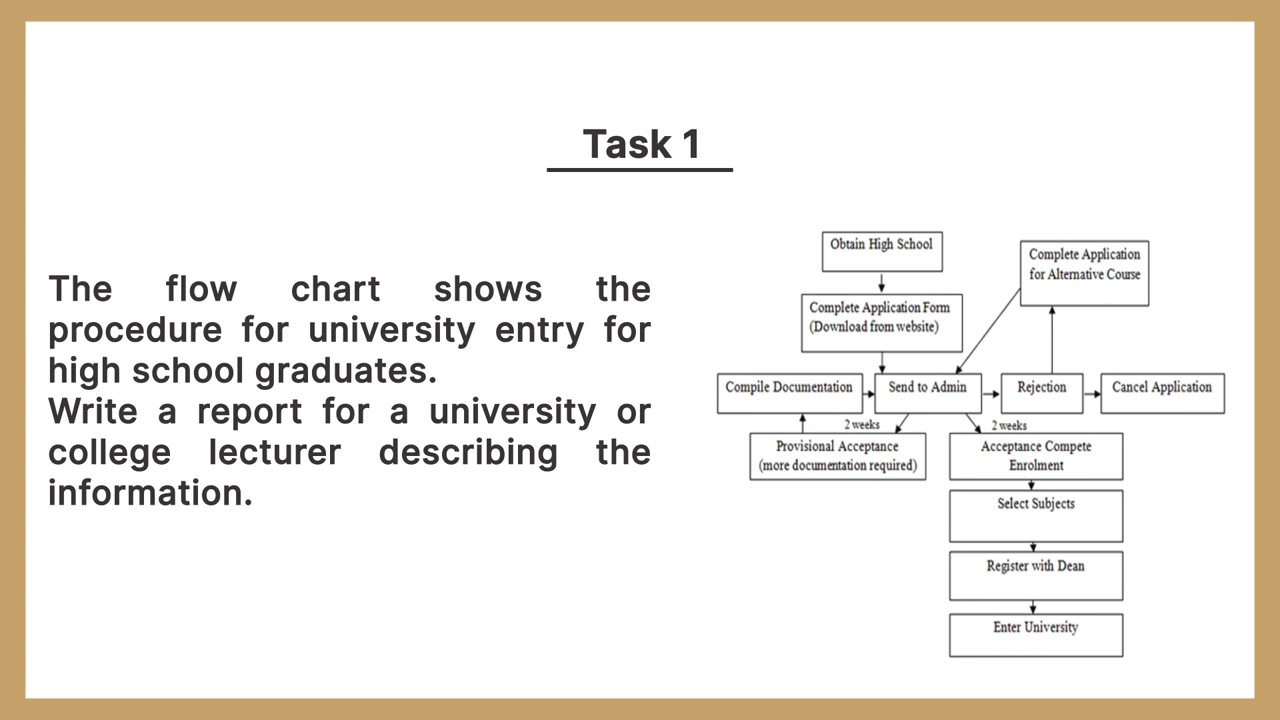 Task 1
The flow chart shows the
procedure for university entry for
high school graduates.
Write a report for a university or
college lecturer describing the
information.
Obtain High School
Complete Application
for Alternative Course
Complete Application Form
(Download from website)
Compile Documentation
Send to Admin
Rejection
Cancel Application
2 weeks
2 weeks
Provisional Acceptance
(more documentation required)
Acceptance Compete
Enrolment
Select Subjects
Register with Dean
Enter University